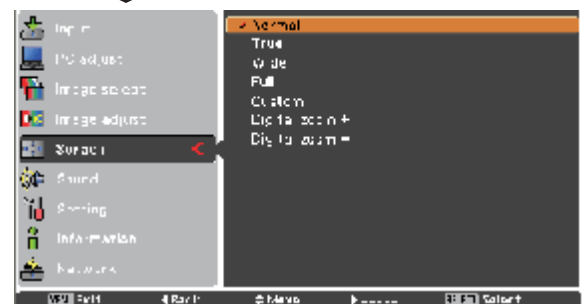 Input
PC adjust
Image select
Image adjust
Screen
Sound
Setting
Information
Network
✓ Normal
True
Wide
Full
Custom
Digital zoom +
Digital zoom –
Exit
Back
Move
Select